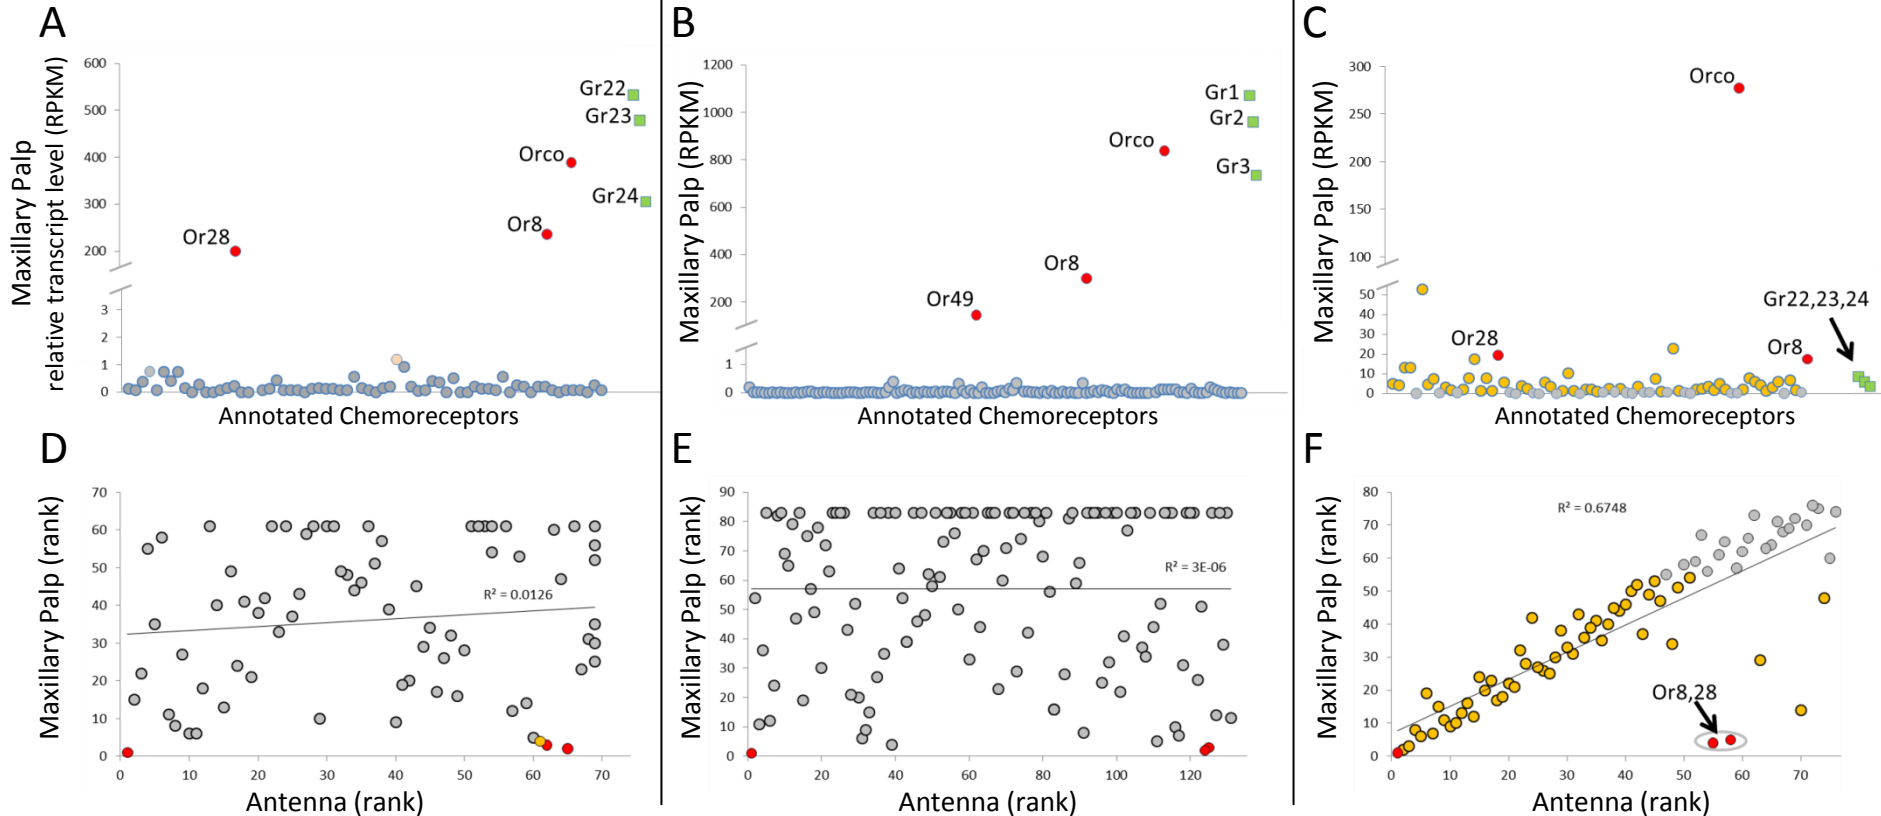 A
Maxillary Palp
relative transcript level (RPKM)
600
500
400
300
200
3
2
1
0
Gr22
Gr23
Orco
Gr24
Or8
Or28
Annotated Chemoreceptors
B
Maxillary Palp (RPKM)
1200
1000
800
600
400
200
1
0
Gr1
Gr2
Orco
Gr3
Or8
Or49
Annotated Chemoreceptors
C
Maxillary Palp (RPKM)
300
250
200
150
100
50
40
30
20
10
0
Orco
Gr22,23,24
Or28
Or8
Annotated Chemoreceptors
D
Maxillary Palp (rank)
70
60
50
40
30
20
10
0
R² = 0.0126
0 10 20 30 40 50 60 70
Antenna (rank)
E
Maxillary Palp (rank)
90
80
70
60
50
40
30
20
10
0
R² = 3E-06
0 20 40 60 80 100 120
Antenna (rank)
F
Maxillary Palp (rank)
80
70
60
50
40
30
20
10
0
R² = 0.6748
Or8,28
0 10 20 30 40 50 60 70
Antenna (rank)